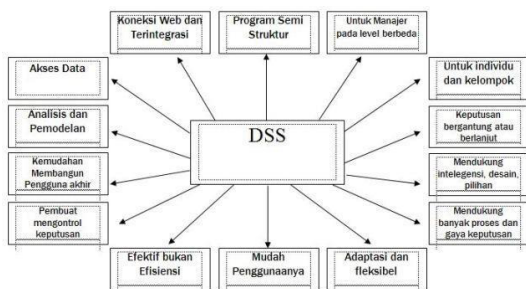 Koneksi Web dan
Terintegrasi
Program Semi
Struktur
Untuk Manajer
pada level berbeda
Akses Data
Untuk individu
dan kelompok
Analisis dan
Pemodelan
DSS
Keputusan
bergantung atau
berlanjut
Kemudahan
Membangun
Pengguna akhir
Mendukung
intelegensi, desain,
pilihan
Pembuat
mengontrol
keputusan
Mendukung
banyak proses dan
gaya keputusan
Efektif bukan
Efisiensi
Mudah
Penggunaanya
Adaptasi dan
fleksibel